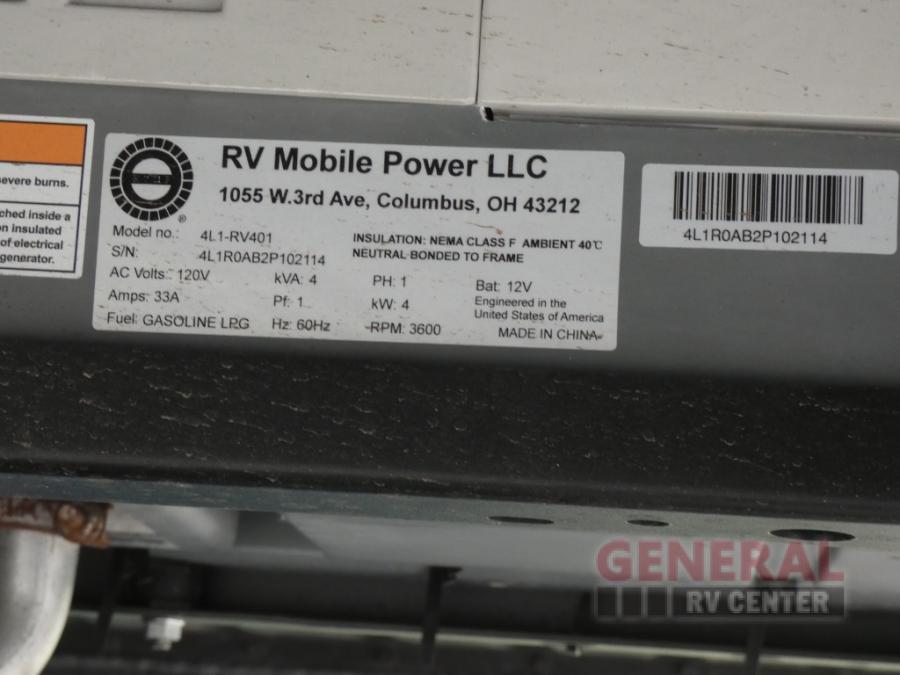 evere burns.
ched inside a
n insulated
of electrical
generator.
RV Mobile Power LLC
1055 W.3rd Ave, Columbus, OH 43212
®
Model no.: 4L1-RV401 INSULATION: NEMA CLASS F AMBIENT 40℃
S/N: 4L1R0AB2P102114 NEUTRAL BONDED TO FRAME
AC Volts: 120V kVA: 4 PH: 1 Bat: 12V
Amps: 33A Pf: 1 kW: 4 Engineered in the
United States of America
Fuel: GASOLINE LPG Hz: 60Hz RPM: 3600 MADE IN CHINA
4L1R0AB2P102114
GENERAL
RV CENTER